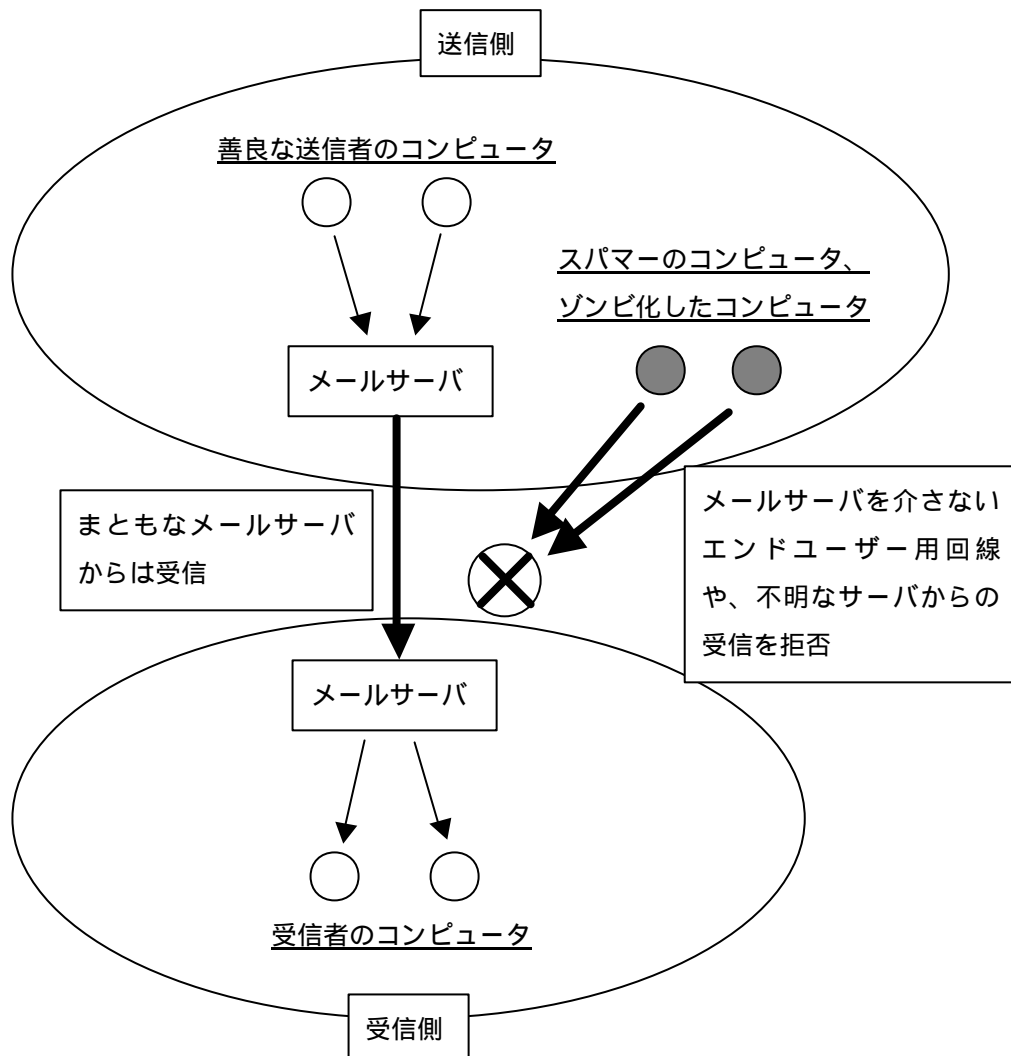 送信側
善良な送信者のコンピュータ
スパマーのコンピュータ、
ゾンビ化したコンピュータ
メールサーバ
まともなメールサーバ
からは受信
メールサーバを介さない
エンドユーザー用回線
や、不明なサーバからの
受信を拒否
メールサーバ
受信者のコンピュータ
受信側